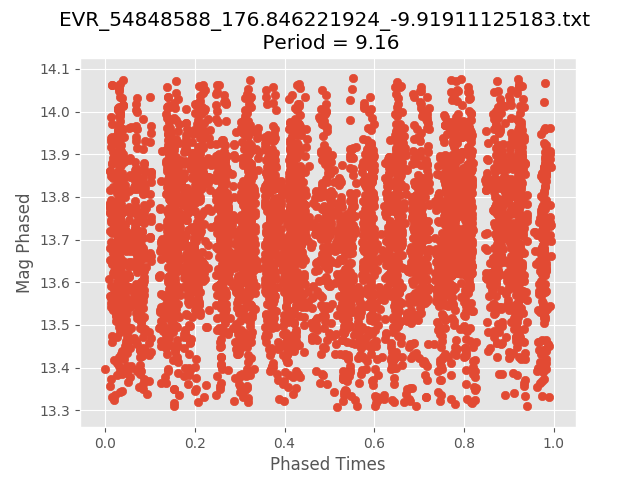 EVR_54848588_176.846221924_-9.91911125183.txt
Period = 9.16
14.1
14.0
13.9
13.8
13.7
13.6
13.5
13.4
13.3
Mag Phased
0.0 0.2 0.4 0.6 0.8 1.0
Phased Times